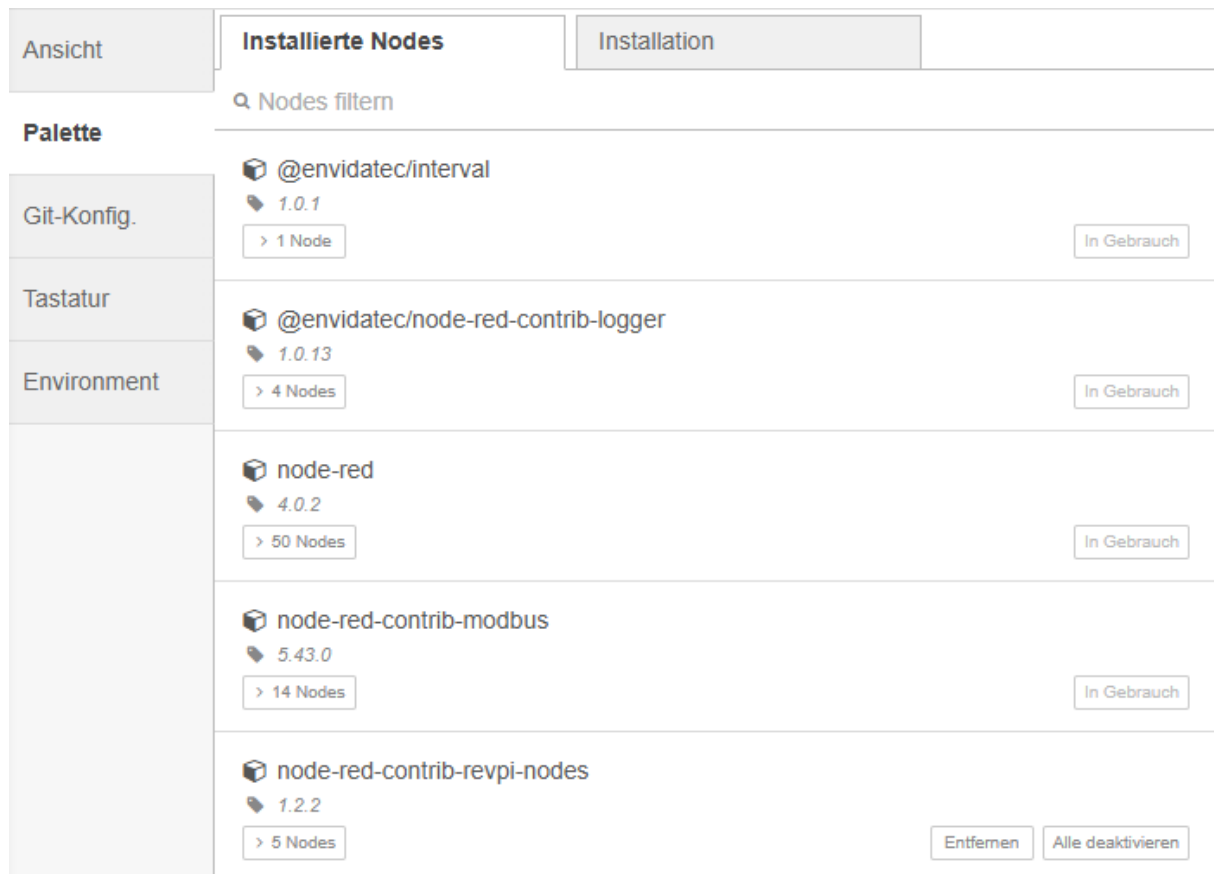 Ansicht
Palette
Git-Konfig.
Tastatur
Environment
Installierte Nodes
Installation
Nodes filtern
@envidatec/interval
1.0.1
> 1 Node
In Gebrauch
@envidatec/node-red-contrib-logger
1.0.13
> 4 Nodes
In Gebrauch
node-red
4.0.2
> 50 Nodes
In Gebrauch
node-red-contrib-modbus
5.43.0
> 14 Nodes
In Gebrauch
node-red-contrib-revpi-nodes
1.2.2
> 5 Nodes
Entfernen
Alle deaktivieren